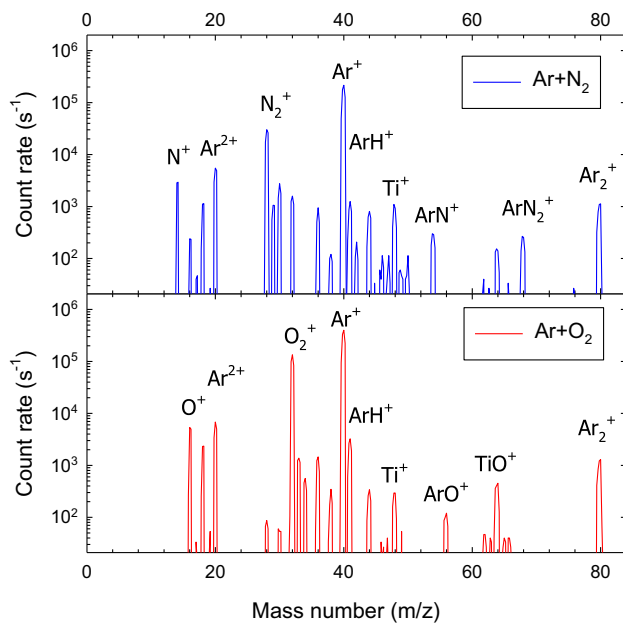 0 20 40 60 80
10⁶
10⁵
10⁴
10³
10²
Count rate (s⁻¹)
Ar+N₂
N⁺
Ar²⁺
N₂⁺
Ar⁺
ArH⁺
Ti⁺
ArN⁺
ArN₂⁺
Ar₂⁺
10⁶
10⁵
10⁴
10³
10²
Count rate (s⁻¹)
Ar+O₂
O⁺
Ar²⁺
O₂⁺
Ar⁺
ArH⁺
Ti⁺
ArO⁺
TiO⁺
Ar₂⁺
0 20 40 60 80
Mass number (m/z)